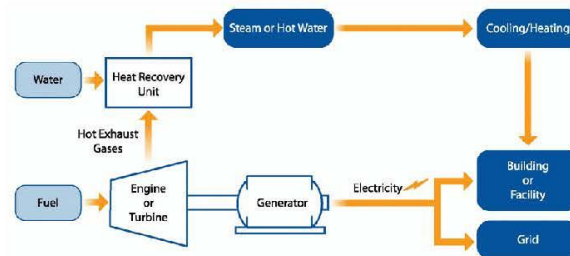 Steam or Hot Water
Cooling/Heating
Water
Heat Recovery
Unit
Hot Exhaust
Gases
Building
or
Facility
Fuel
Engine
or
Turbine
Generator
Electricity
Grid